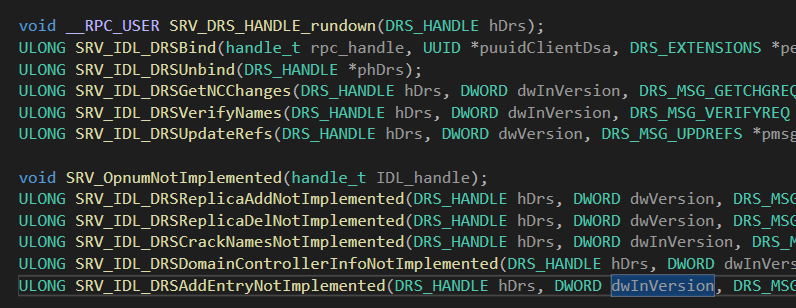 void __RPC_USER SRV_DRS_HANDLE_rundown(DRS_HANDLE hDrs);
ULONG SRV_IDL_DRSBind(handle_t rpc_handle, UUID *puuidClientDsa, DRS_EXTENSIONS *pe
ULONG SRV_IDL_DRSUnbind(DRS_HANDLE *phDrs);
ULONG SRV_IDL_DRSGetNCChanges(DRS_HANDLE hDrs, DWORD dwInVersion, DRS_MSG_GETCHGREQ
ULONG SRV_IDL_DRSVerifyNames(DRS_HANDLE hDrs, DWORD dwInVersion, DRS_MSG_VERIFYREQ
ULONG SRV_IDL_DRSUpdateRefs(DRS_HANDLE hDrs, DWORD dwVersion, DRS_MSG_UPDREFS *pmsg
void SRV_OpnumNotImplemented(handle_t IDL_handle);
ULONG SRV_IDL_DRSReplicaAddNotImplemented(DRS_HANDLE hDrs, DWORD dwVersion, DRS_MSG
ULONG SRV_IDL_DRSReplicaDelNotImplemented(DRS_HANDLE hDrs, DWORD dwVersion, DRS_MSG
ULONG SRV_IDL_DRSCrackNamesNotImplemented(DRS_HANDLE hDrs, DWORD dwInVersion, DRS_M
ULONG SRV_IDL_DRSDomainControllerInfoNotImplemented(DRS_HANDLE hDrs, DWORD dwInVers
ULONG SRV_IDL_DRSAddEntryNotImplemented(DRS_HANDLE hDrs, DWORD dwInVersion, DRS_MSG